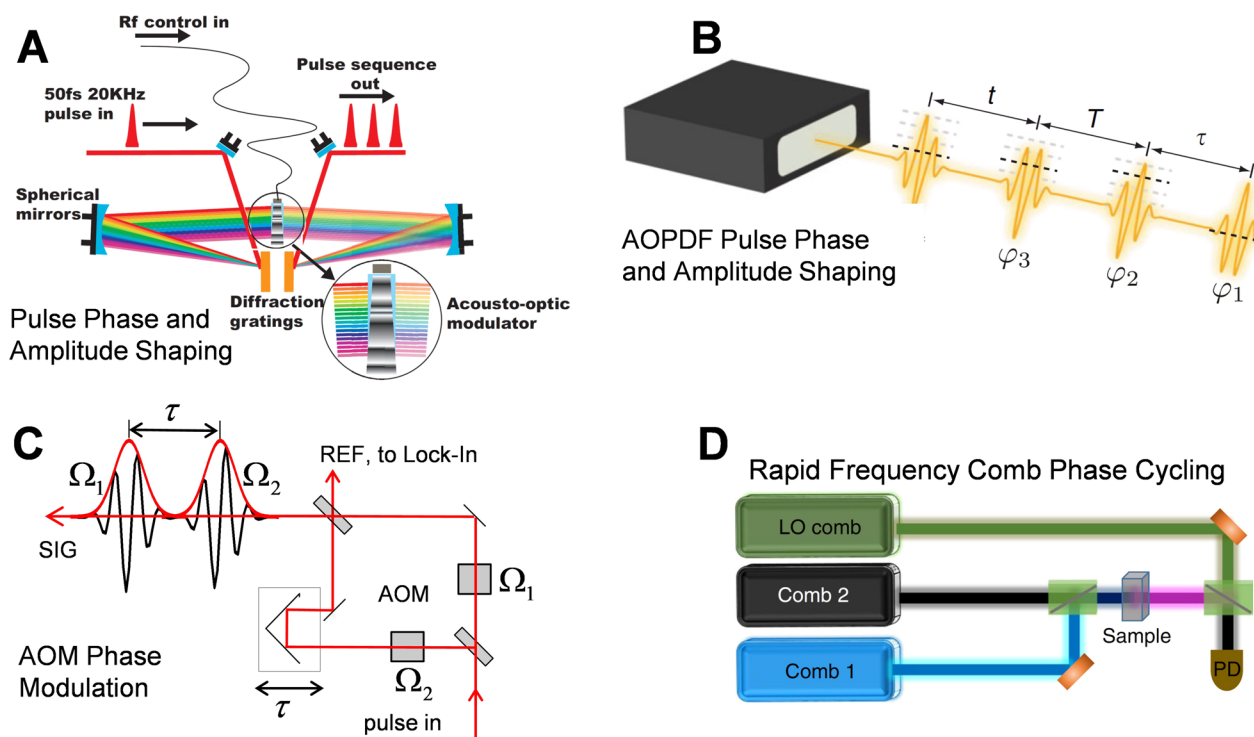 A
Rf control in
50fs 20KHz
pulse in
Pulse sequence
out
Spherical
mirrors
Diffraction
gratings
Acousto-optic
modulator
Pulse Phase and
Amplitude Shaping
B
t
T
τ
φ3
φ2
φ1
AOPDF Pulse Phase
and Amplitude Shaping
C
τ
Ω1
Ω2
SIG
REF, to Lock-In
AOM
Ω1
Ω2
τ
pulse in
AOM Phase
Modulation
D
Rapid Frequency Comb Phase Cycling
LO comb
Comb 2
Comb 1
Sample
PD